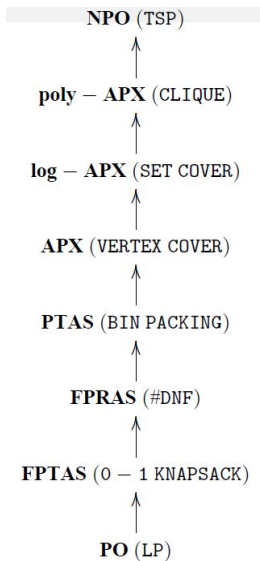 NPO (TSP)
poly − APX (CLIQUE)
log − APX (SET COVER)
APX (VERTEX COVER)
PTAS (BIN PACKING)
FPRAS (#DNF)
FPTAS (0 − 1 KNAPSACK)
PO (LP)